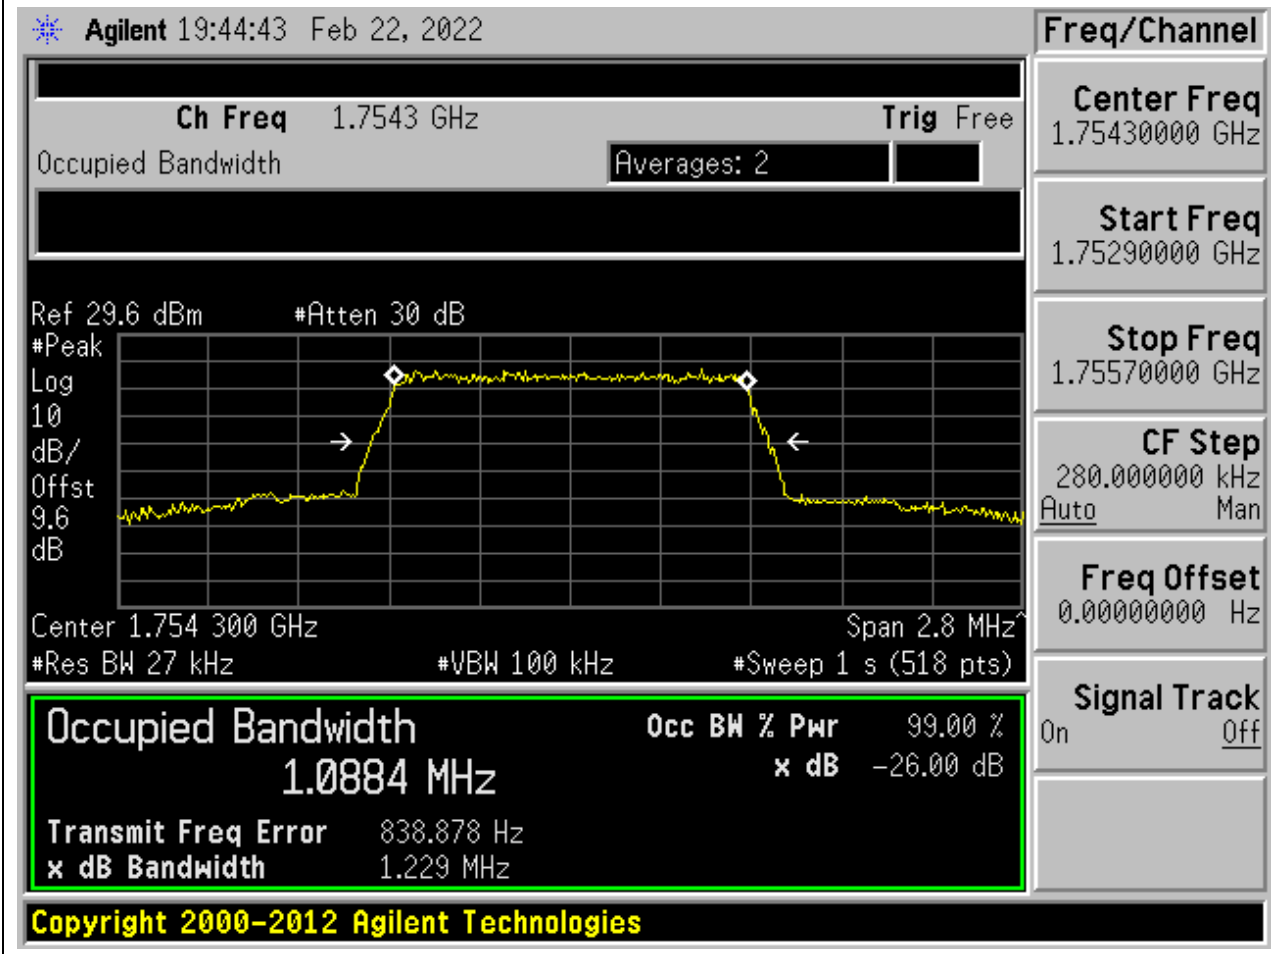 Agilent 19:44:43 Feb 22, 2022
Freq/Channel
Ch Freq 1.7543 GHz Trig Free
Occupied Bandwidth Averages: 2
Center Freq
1.75430000 GHz
Start Freq
1.75290000 GHz
Stop Freq
1.75570000 GHz
CF Step
280.000000 kHz
Auto Man
Freq Offset
0.00000000 Hz
Signal Track
On Off
Ref 29.6 dBm #Atten 30 dB
#Peak
Log
10
dB/
Offst
9.6
dB
Center 1.754 300 GHz Span 2.8 MHz^
#Res BW 27 kHz #VBW 100 kHz #Sweep 1 s (518 pts)
Occupied Bandwidth Occ BW % Pwr 99.00 %
1.0884 MHz x dB -26.00 dB
Transmit Freq Error 838.878 Hz
x dB Bandwidth 1.229 MHz
Copyright 2000-2012 Agilent Technologies